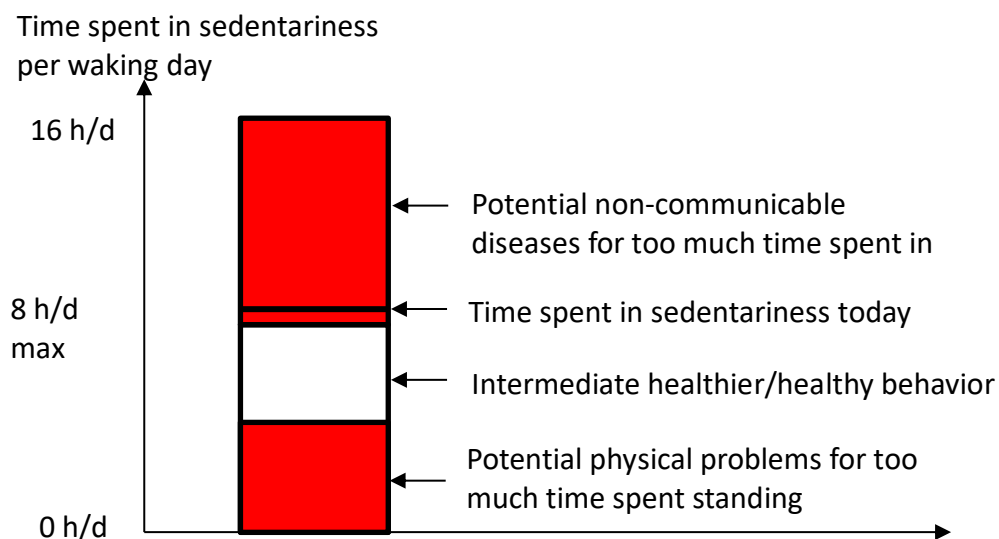 Time spent in sedentariness
per waking day
16 h/d
Potential non-communicable
diseases for too much time spent in
8 h/d
max
Time spent in sedentariness today
Intermediate healthier/healthy behavior
Potential physical problems for too
much time spent standing
0 h/d